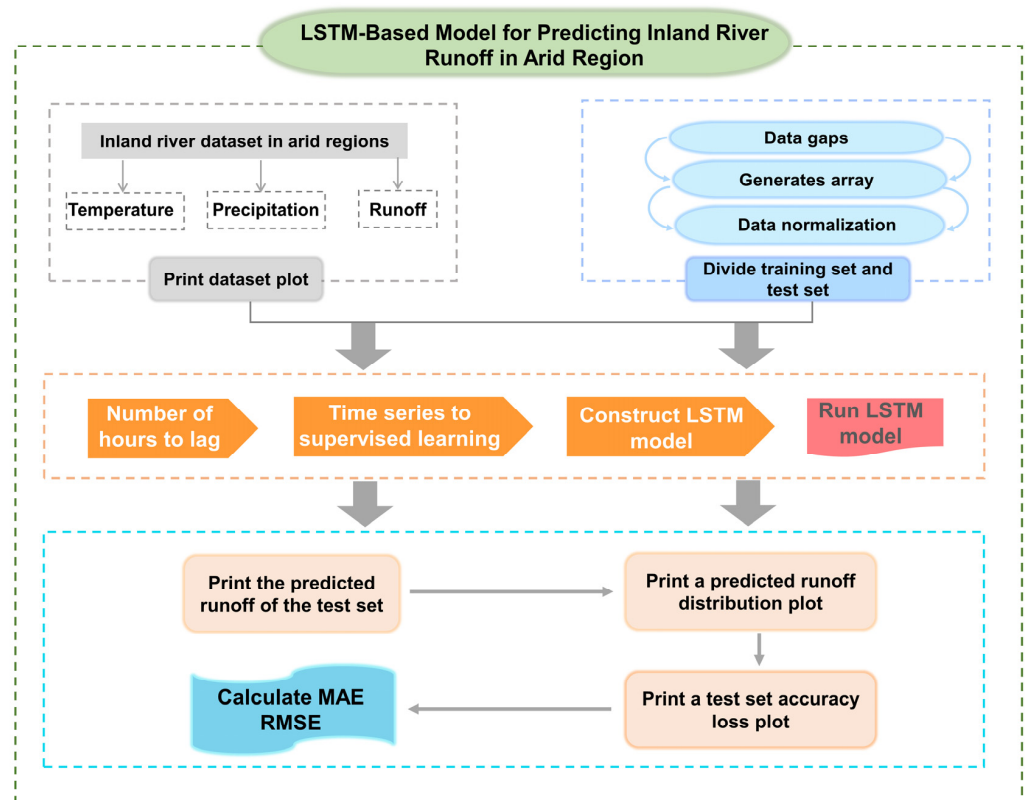 LSTM-Based Model for Predicting Inland River
Runoff in Arid Region
Inland river dataset in arid regions
Temperature
Precipitation
Runoff
Print dataset plot
Data gaps
Generates array
Data normalization
Divide training set and
test set
Number of
hours to lag
Time series to
supervised learning
Construct LSTM
model
Run LSTM
model
Print the predicted
runoff of the test set
Print a predicted runoff
distribution plot
Calculate MAE
RMSE
Print a test set accuracy
loss plot